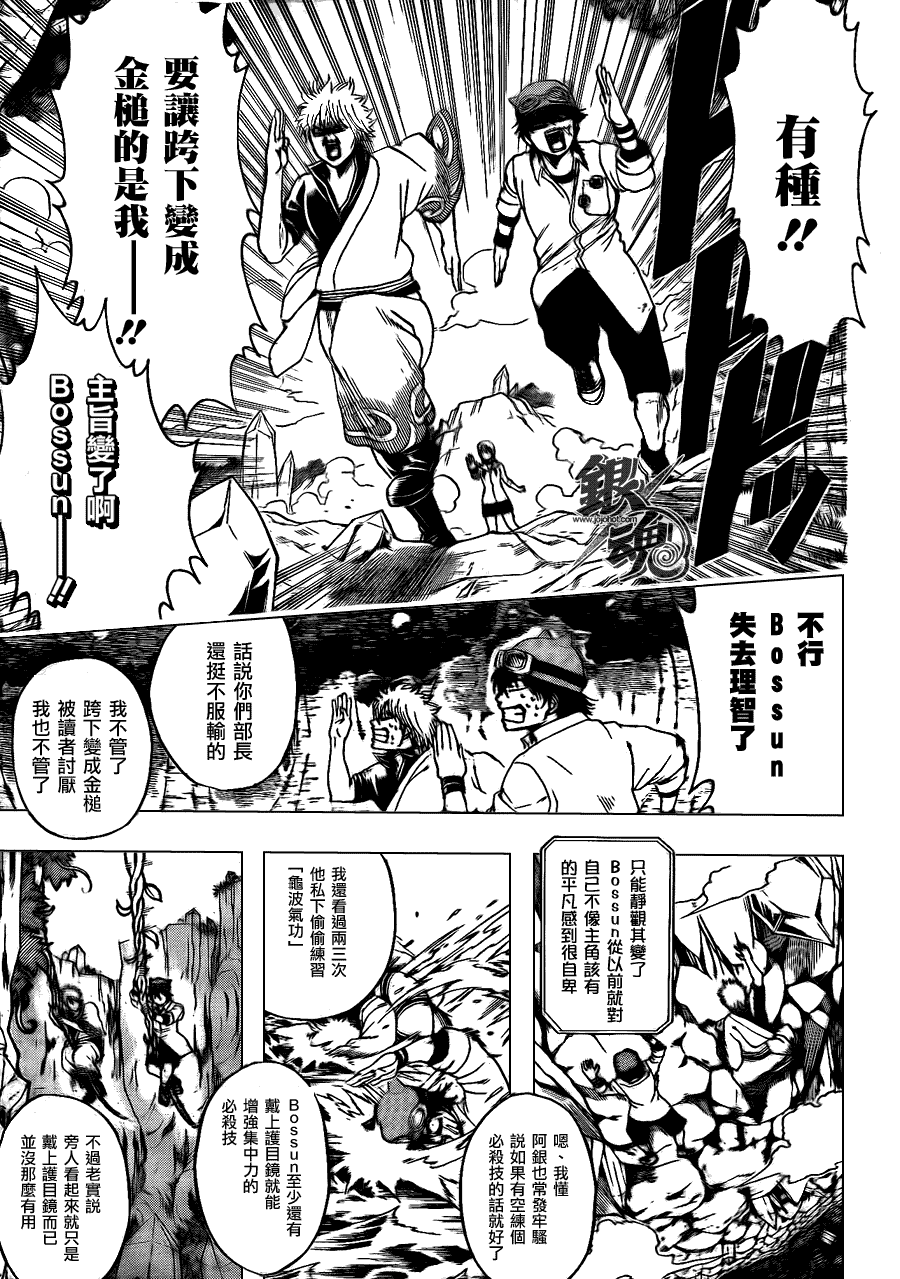 有種!!
要讓跨下變成
金槌的是我——!!
主旨變了啊
Bossun——!!
銀魂
www.jojohot.com
ドドド
不行
Bossun
失去理智了
話說你們部長
還挺不服輸的
我不管了
跨下變成金槌
被讀者討厭
我也不管了
只能靜觀其變了
Bossun從以前就對
自己不像主角該有
的平凡感到很自卑
嗯、我懂
阿銀也常發牢騷
說如果有空練個
必殺技的話就好了
我還看過兩三次
他私下偷偷練習
「龜波氣功」
Bossun至少還有
戴上護目鏡就能
增強集中力的
必殺技
不過老實說
旁人看起來就只是
戴上護目鏡而已
並沒那麼有用